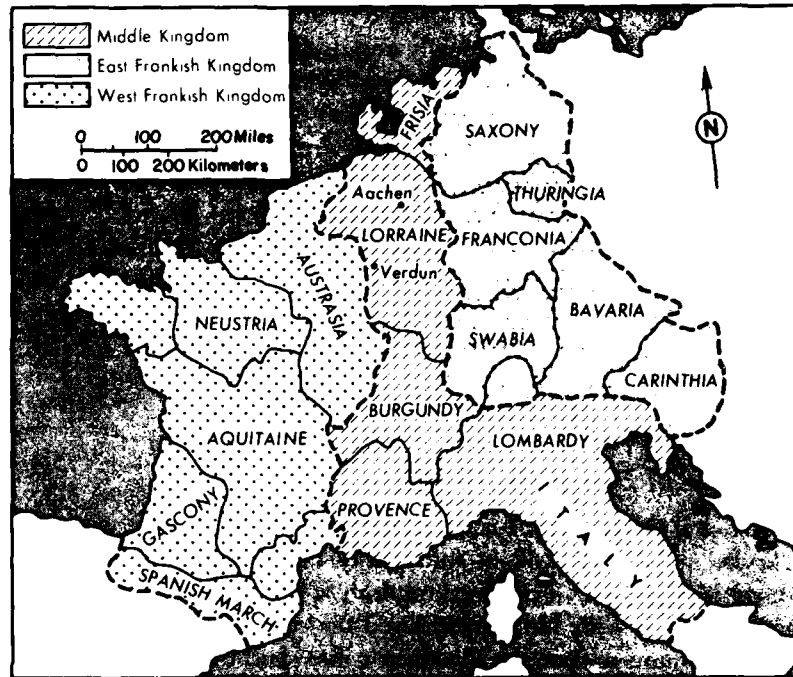 Middle Kingdom
East Frankish Kingdom
West Frankish Kingdom
0 100 200 Miles
0 100 200 Kilometers
N
FRISIA
SAXONY
THURINGIA
Aachen
LORRAINE
FRANCONIA
Verdun
AUSTRASIA
NEUSTRIA
BAVARIA
SWABIA
CARINTHIA
BURGUNDY
LOMBARDY
AQUITAINE
ITALY
PROVENCE
GASCONY
SPANISH MARCH